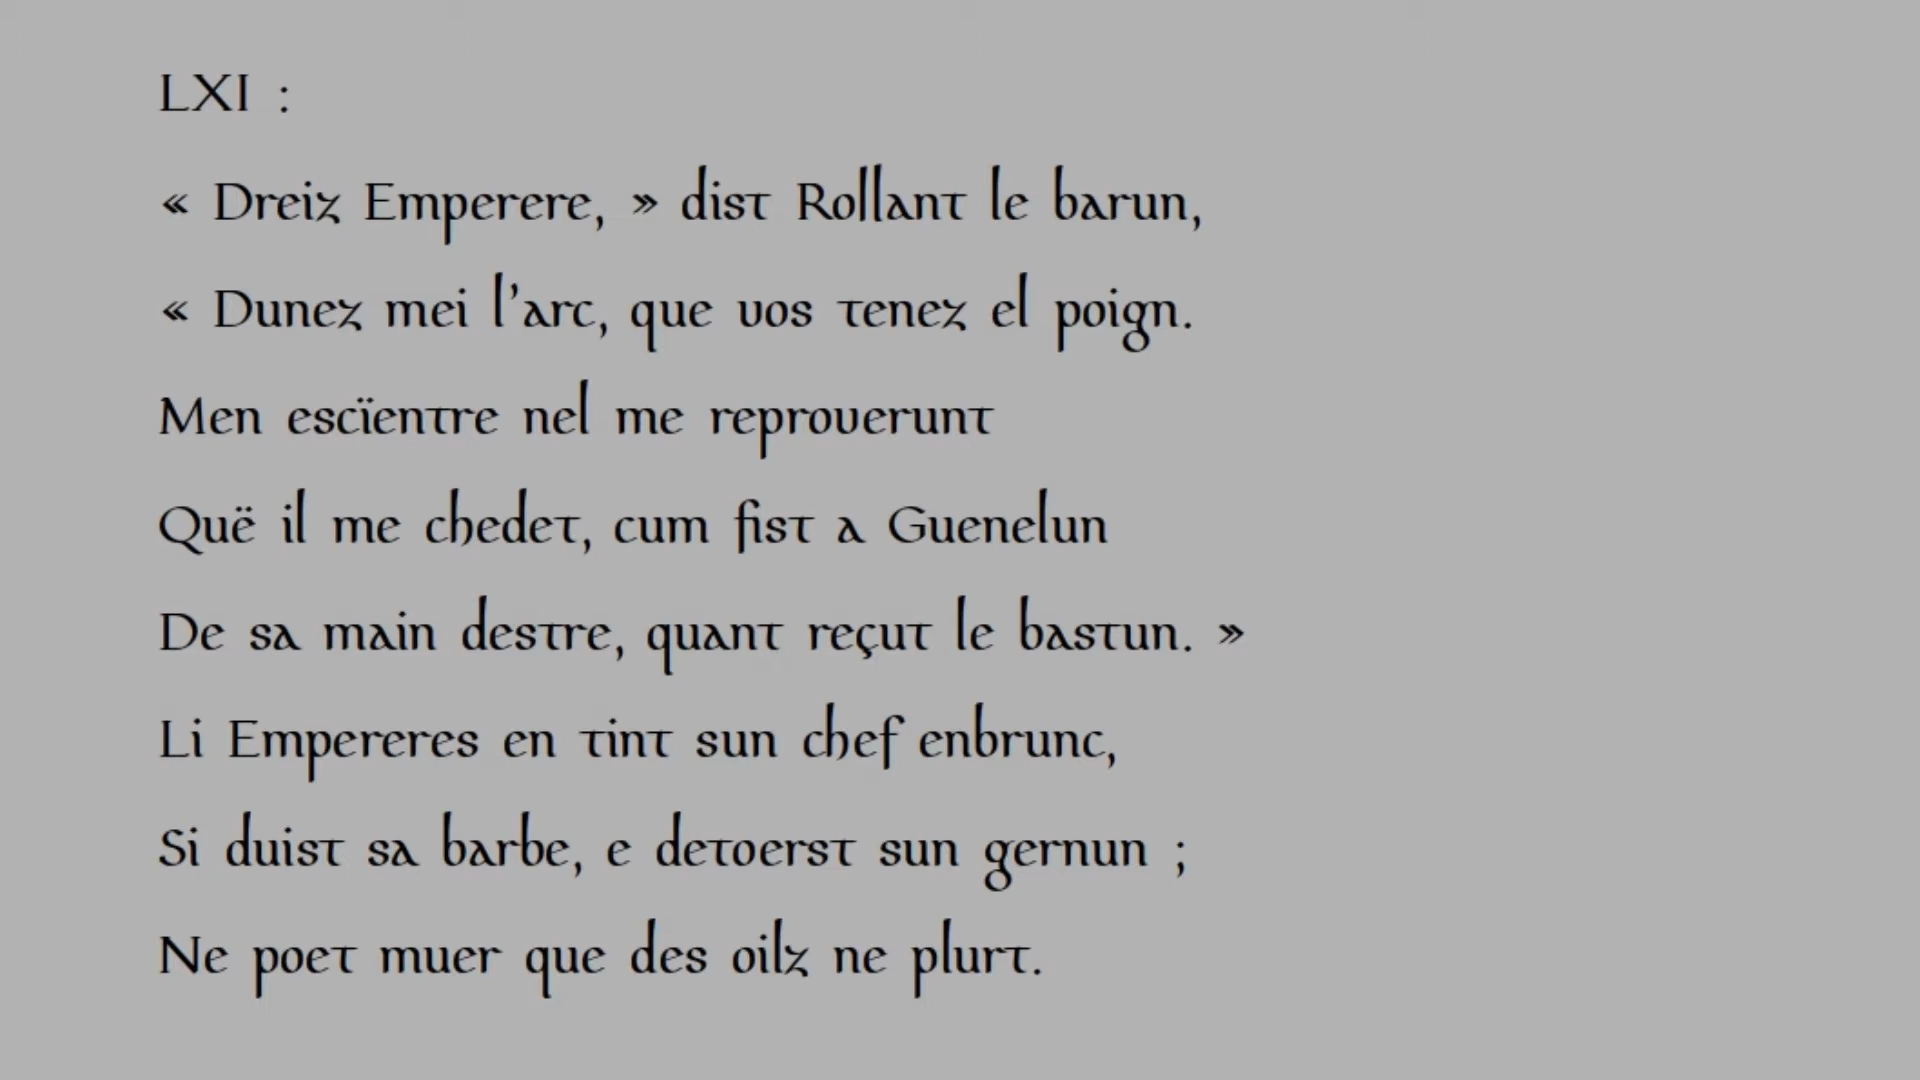 LXI :
« Dreiz Emperere, » dist Rollant le barun,
« Dunez mei l’arc, que vos tenez el poign.
Men escïentre nel me reproverunt
Quë il me chedet, cum fist a Guenelun
De sa main destre, quant reçut le bastun. »
Li Empereres en tint sun chef enbrunc,
Si duist sa barbe, e detoerst sun gernun ;
Ne poet muer que des oilz ne plurt.